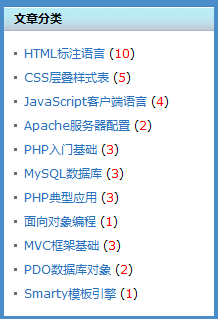 文章分类
HTML标注语言 (10)
CSS层叠样式表 (5)
JavaScript客户端语言 (4)
Apache服务器配置 (2)
PHP入门基础 (3)
MySQL数据库 (3)
PHP典型应用 (3)
面向对象编程 (1)
MVC框架基础 (3)
PDO数据库对象 (2)
Smarty模板引擎 (1)